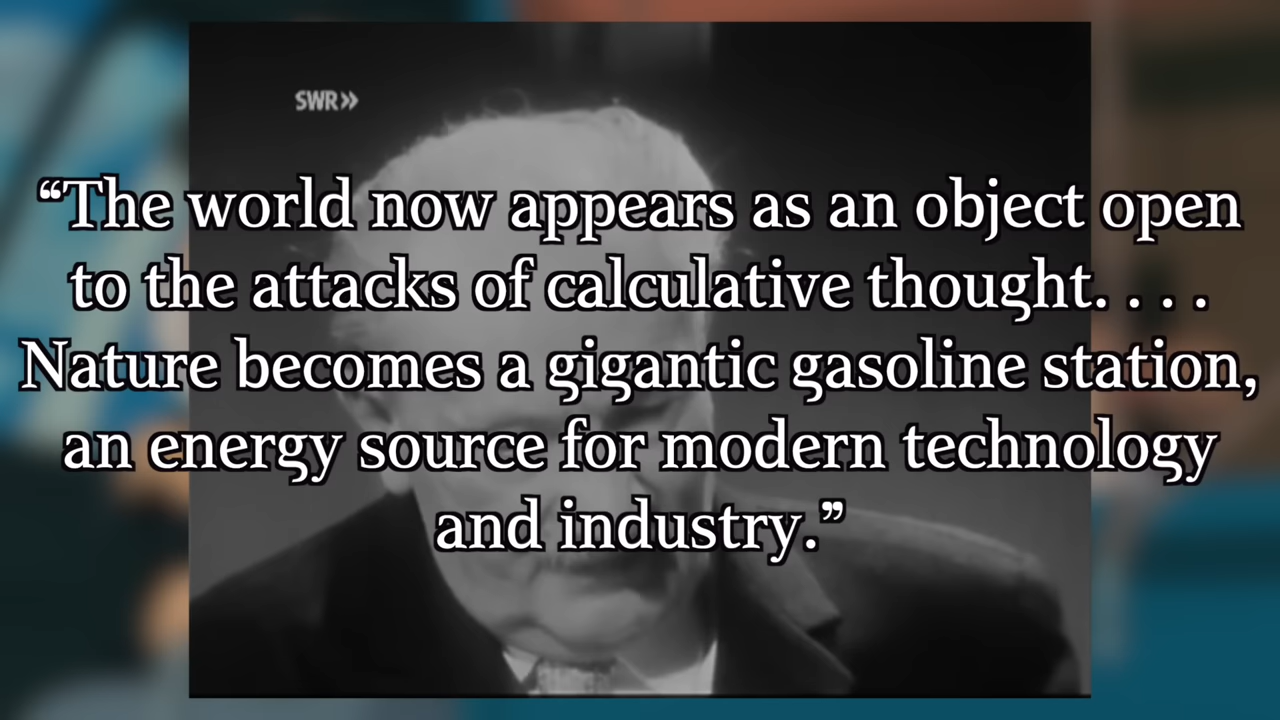 SWR»
“The world now appears as an object open
to the attacks of calculative thought. . . .
Nature becomes a gigantic gasoline station,
an energy source for modern technology
and industry.”